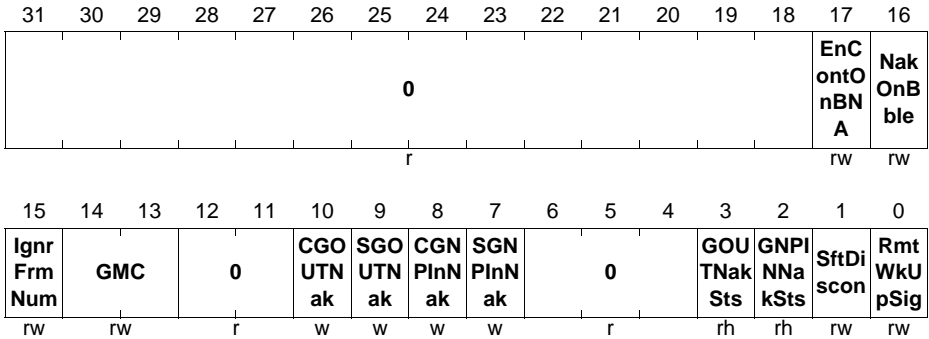 31 30 29 28 27 26 25 24 23 22 21 20 19 18 17 16
0 EnC ontO nBN A Nak OnB ble
r rw rw
15 14 13 12 11 10 9 8 7 6 5 4 3 2 1 0
Ignr Frm Num GMC 0 CGO UTN ak SGO UTN ak CGN PInN ak SGN PInN ak 0 GOU TNak Sts GNPI NNa kSts SftDi scon Rmt WkU pSig
rw rw r w w w w r rh rh rw rw